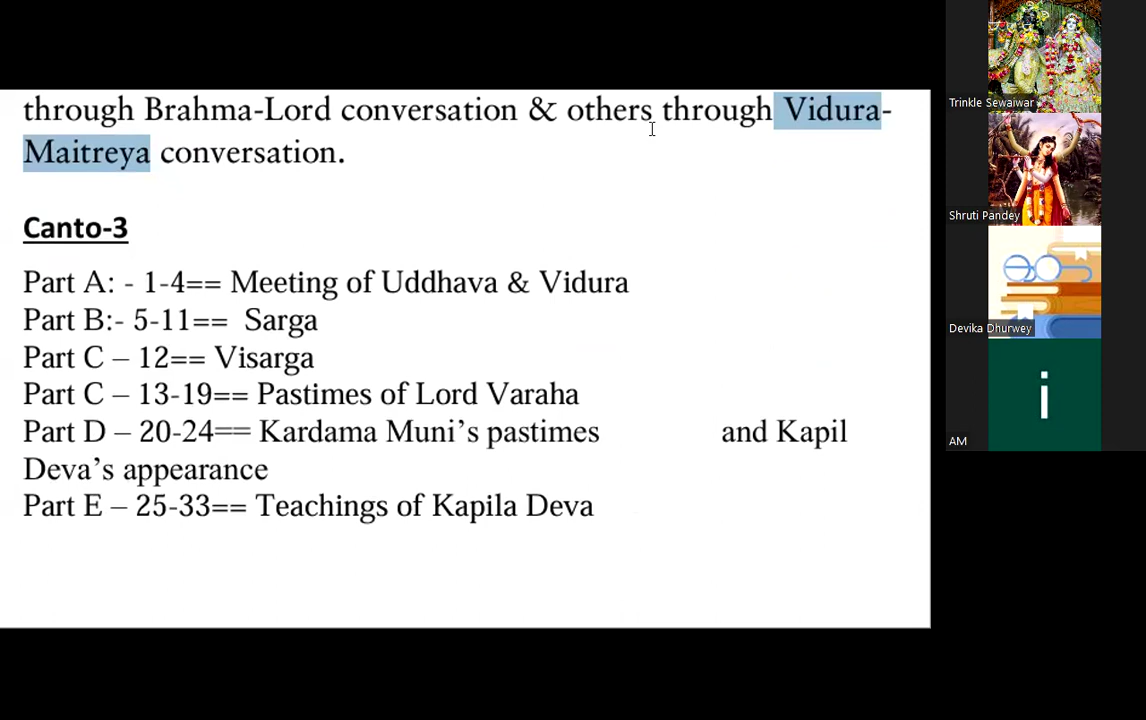 through Brahma-Lord conversation & others through Vidura-
Maitreya conversation.
Canto-3
Part A: - 1-4== Meeting of Uddhava & Vidura
Part B:- 5-11== Sarga
Part C – 12== Visarga
Part C – 13-19== Pastimes of Lord Varaha
Part D – 20-24== Kardama Muni’s pastimes and Kapil
Deva’s appearance
Part E – 25-33== Teachings of Kapila Deva
Trinkle Sewaiwar
Shruti Pandey
Devika Dhurwey
i
AM